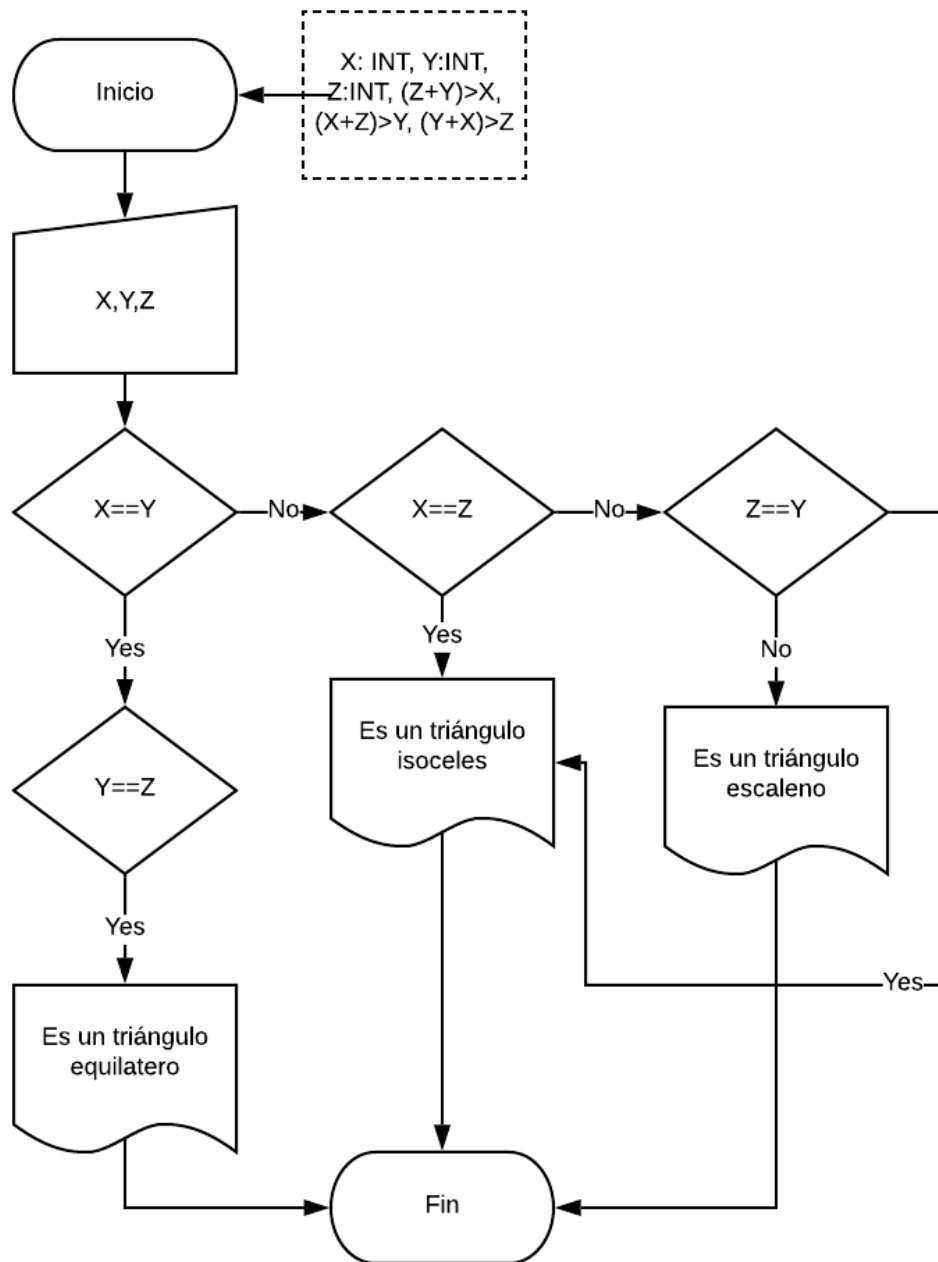 X: INT, Y:INT,
Z:INT, (Z+Y)>X,
(X+Z)>Y, (Y+X)>Z
Inicio
X,Y,Z
X==Y
No
X==Z
No
Z==Y
Yes
Yes
No
Es un triángulo
isoceles
Es un triángulo
escaleno
Y==Z
Yes
Yes
Es un triángulo
equilatero
Fin